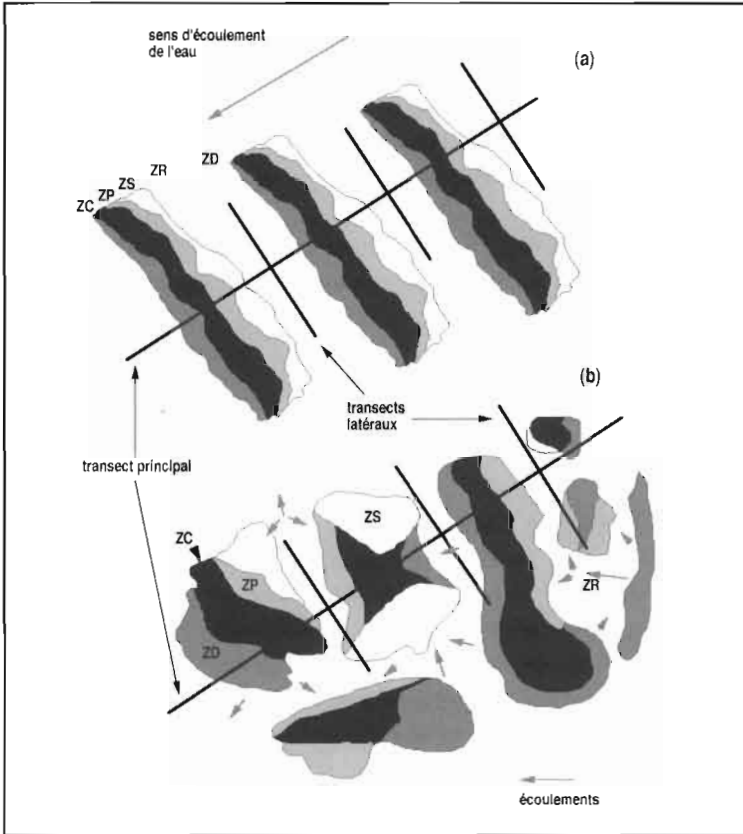 sens d'écoulement
de l'eau
(a)
ZD
ZR
ZS
ZP
ZC
(b)
transects
latéraux
transect principal
ZS
ZC
ZP
ZR
ZD
écoulements